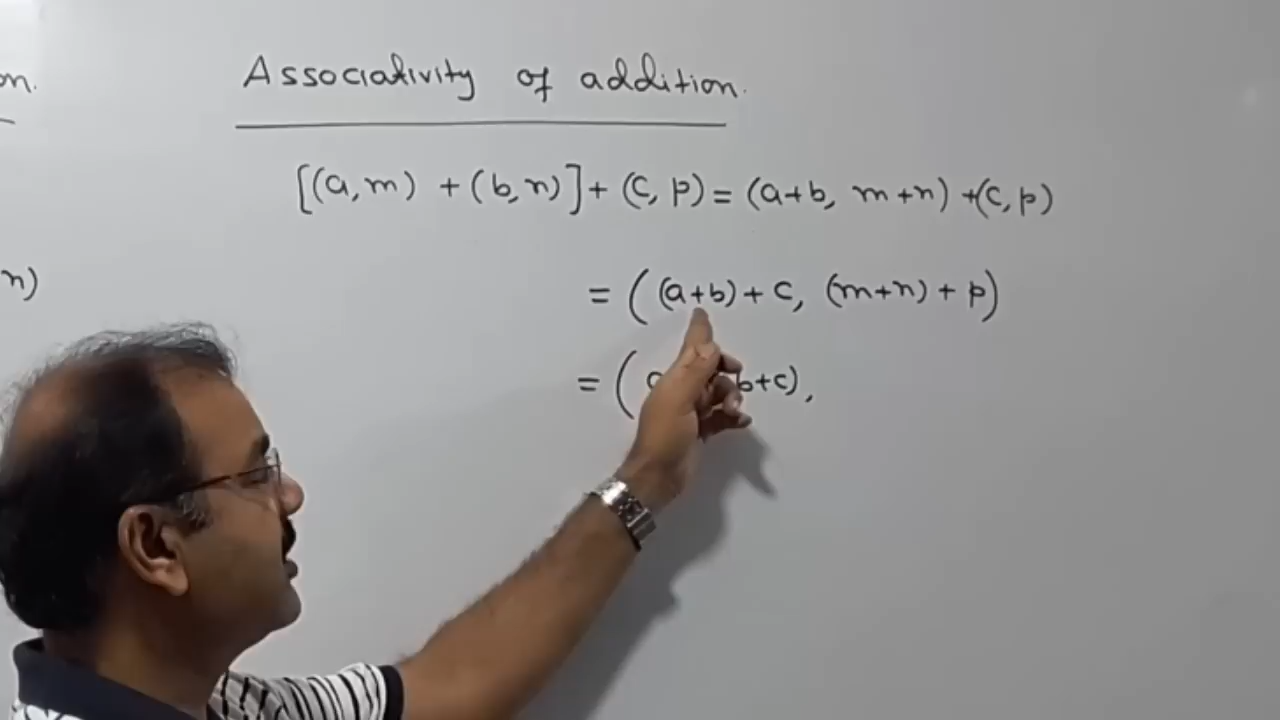 on.
Associativity of addition.
[(a,m) + (b,n)] + (c,p) = (a+b, m+n) + (c,p)
n)
= ((a+b) + c, (m+n) + p)
= ( b+c),